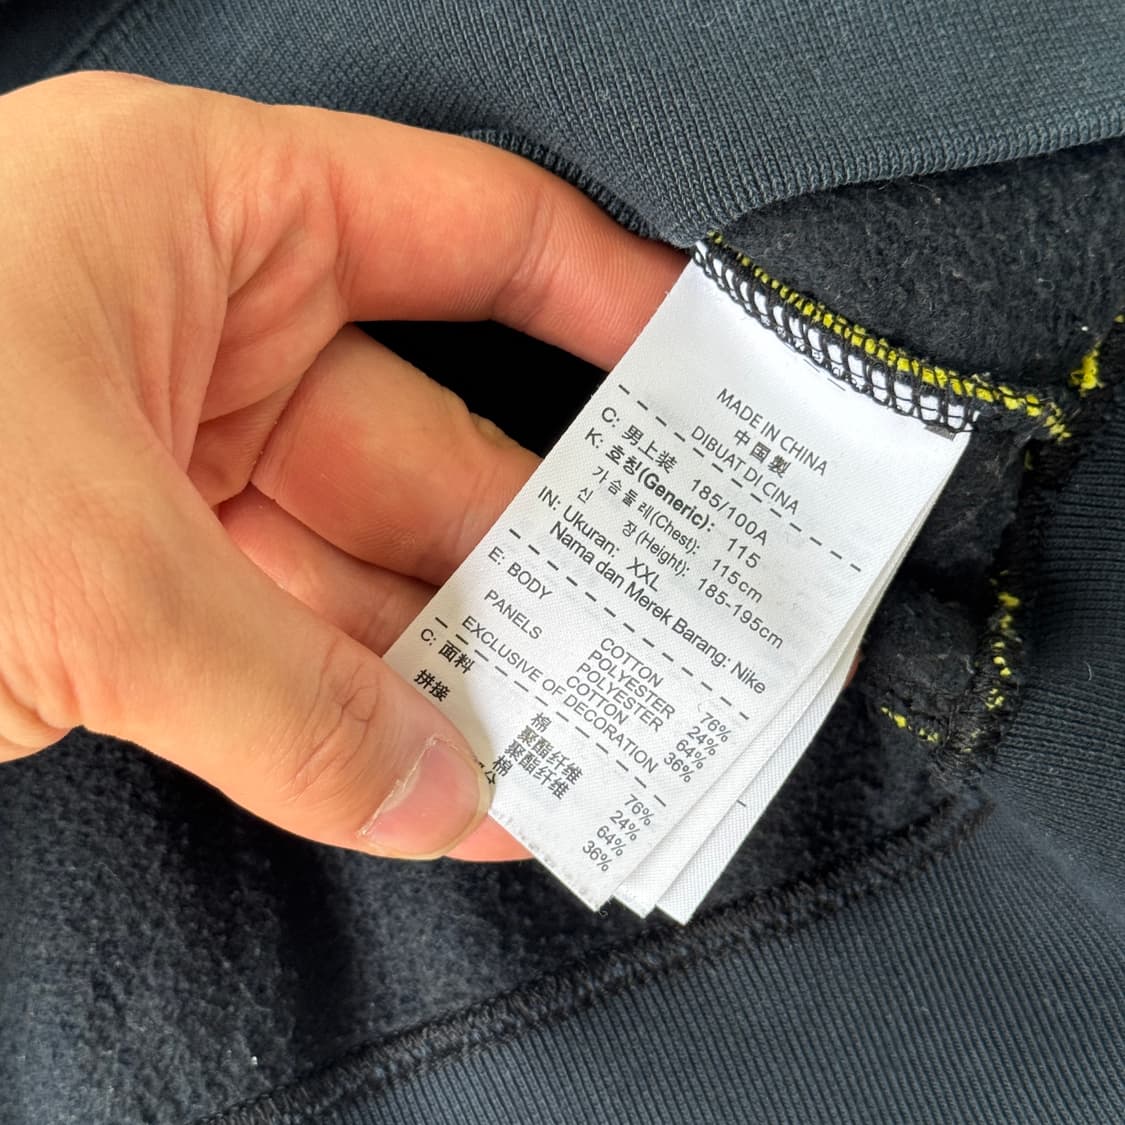 MADE IN CHINA
中国製
DIBUAT DI CINA
C: 男上装 185/100A
K: 호칭(Generic): 115
가슴둘레(Chest): 115cm
신 장(Height): 185-195cm
IN: Ukuran: XXL
Nama dan Merek Barang: Nike
E: BODY COTTON 76%
POLYESTER 24%
PANELS POLYESTER 64%
COTTON 36%
EXCLUSIVE OF DECORATION
C: 面料 棉 76%
聚酯纤维 24%
拼接 聚酯纤维 64%
棉 36%